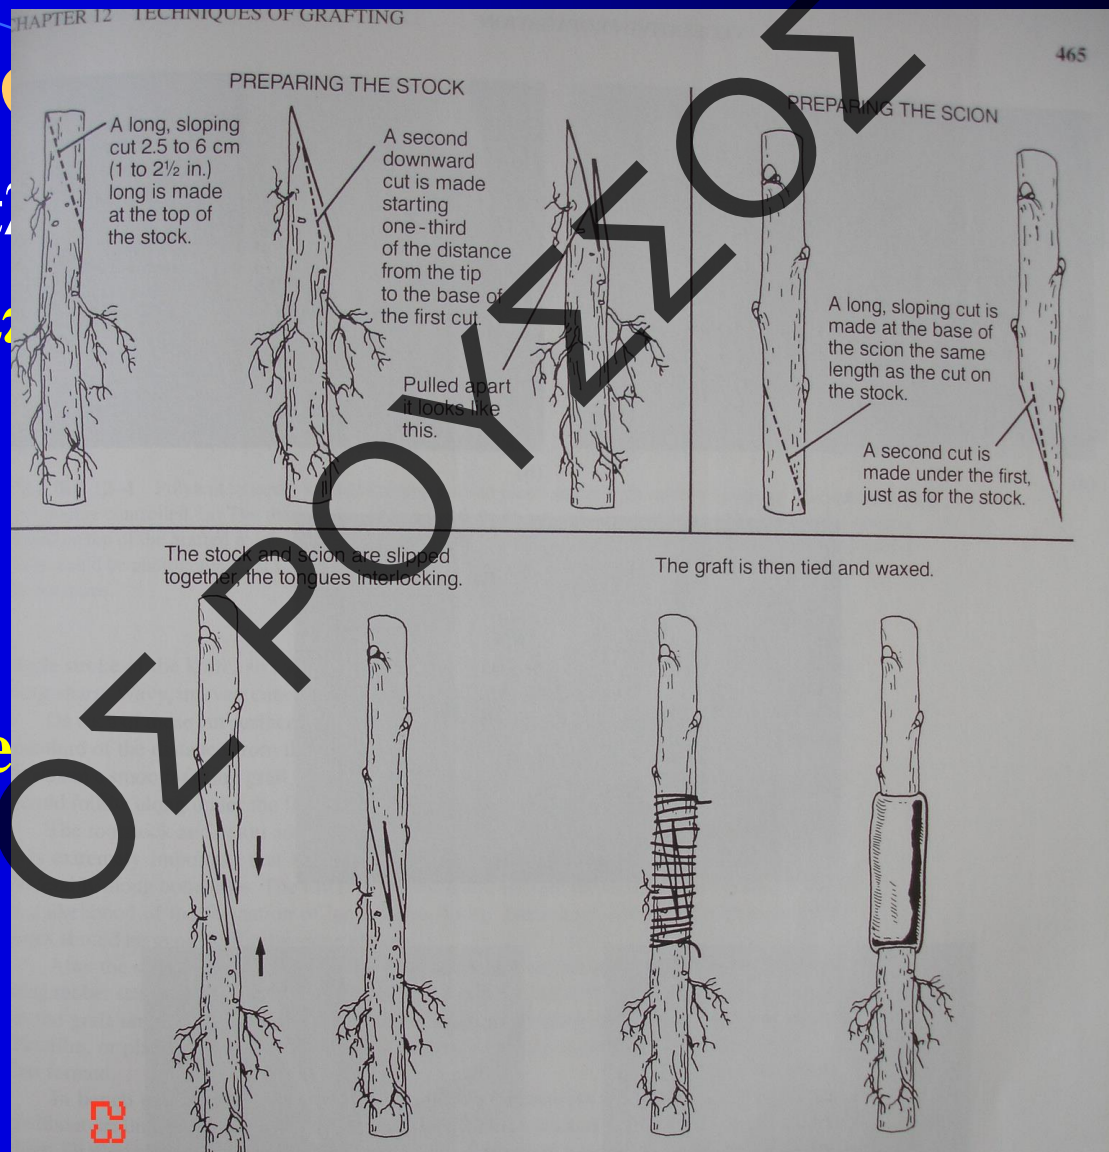 CHAPTER 12 TECHNIQUES OF GRAFTING
465
PREPARING THE STOCK
A long, sloping
cut 2.5 to 6 cm
(1 to 2½ in.)
long is made
at the top of
the stock.
A second
downward
cut is made
starting
one-third
of the distance
from the tip
to the base of
the first cut.
Pulled apart
it looks like
this.
PREPARING THE SCION
A long, sloping cut is
made at the base of
the scion the same
length as the cut on
the stock.
A second cut is
made under the first,
just as for the stock.
The stock and scion are slipped
together, the tongues interlocking.
The graft is then tied and waxed.
ΟΣ ΡΟΥΣΣΟΣ
23